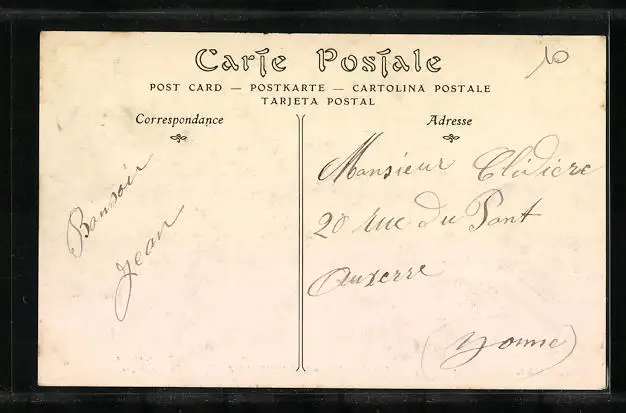 Carte Postale
POST CARD — POSTKARTE — CARTOLINA POSTALE
TARJETA POSTAL
Correspondance
Adresse
10
Bonsoir
Jean
Monsieur Clidière
20 rue du Pont
Auxerre
(Yonne)